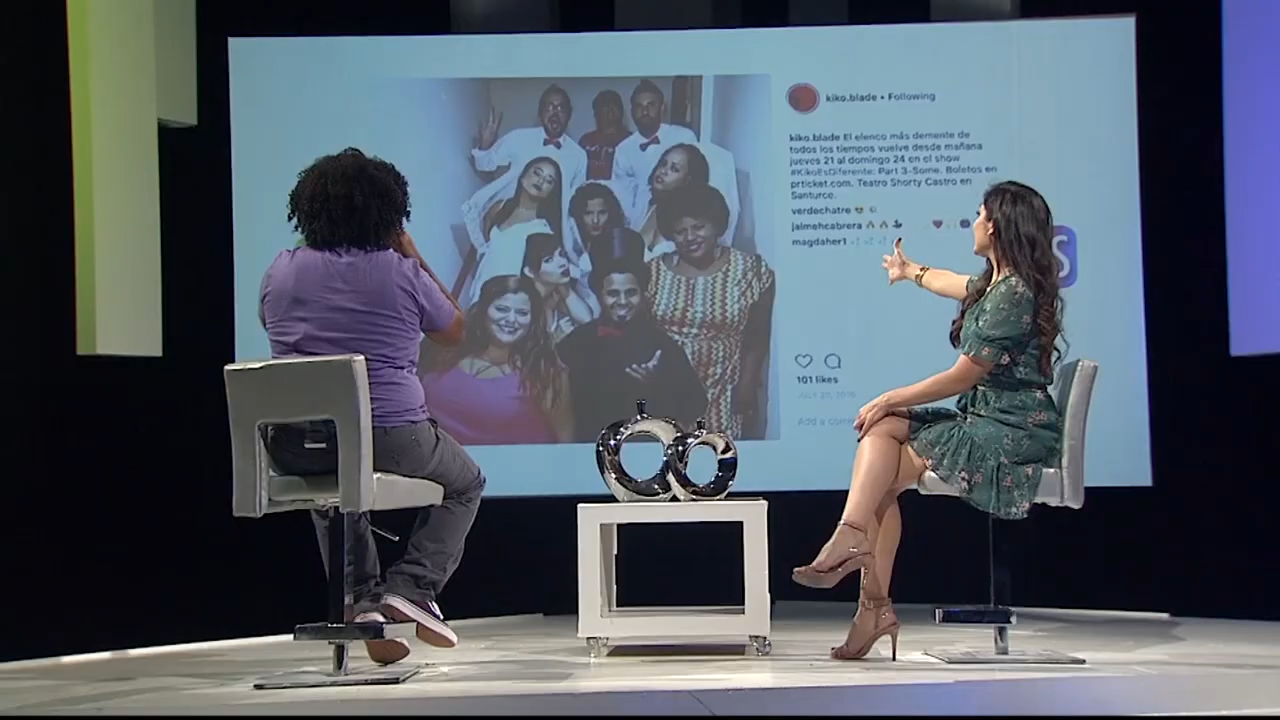 kiko.blade • Following
kiko.blade El elenco más demente de
todos los tiempos vuelve desde mañana
jueves 21 al domingo 24 en el show
#KikoEsDiferente: Part 3-Some. Boletos en
prticket.com. Teatro Shorty Castro en
Santurce.
verdechatre
jaimehcabrera
magdaher1
S
101 likes
Add a comm